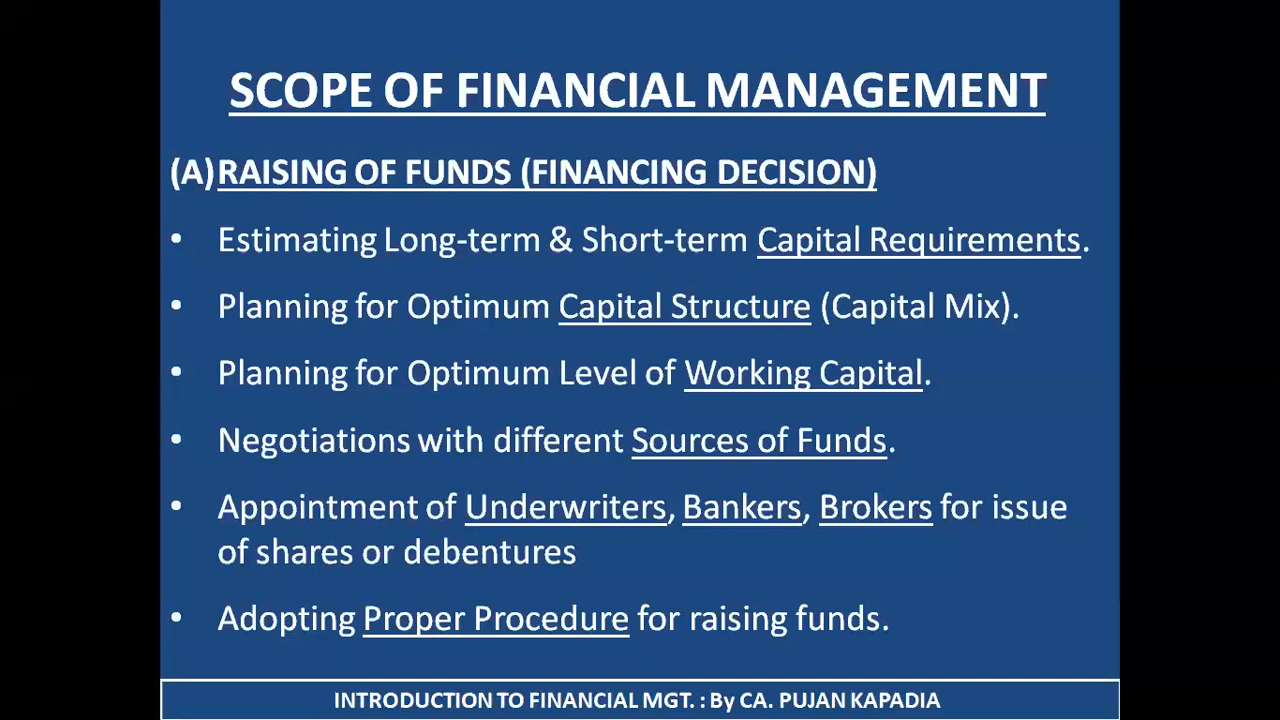 SCOPE OF FINANCIAL MANAGEMENT
(A) RAISING OF FUNDS (FINANCING DECISION)
• Estimating Long-term & Short-term Capital Requirements.
• Planning for Optimum Capital Structure (Capital Mix).
• Planning for Optimum Level of Working Capital.
• Negotiations with different Sources of Funds.
• Appointment of Underwriters, Bankers, Brokers for issue
of shares or debentures
• Adopting Proper Procedure for raising funds.
INTRODUCTION TO FINANCIAL MGT. : By CA. PUJAN KAPADIA